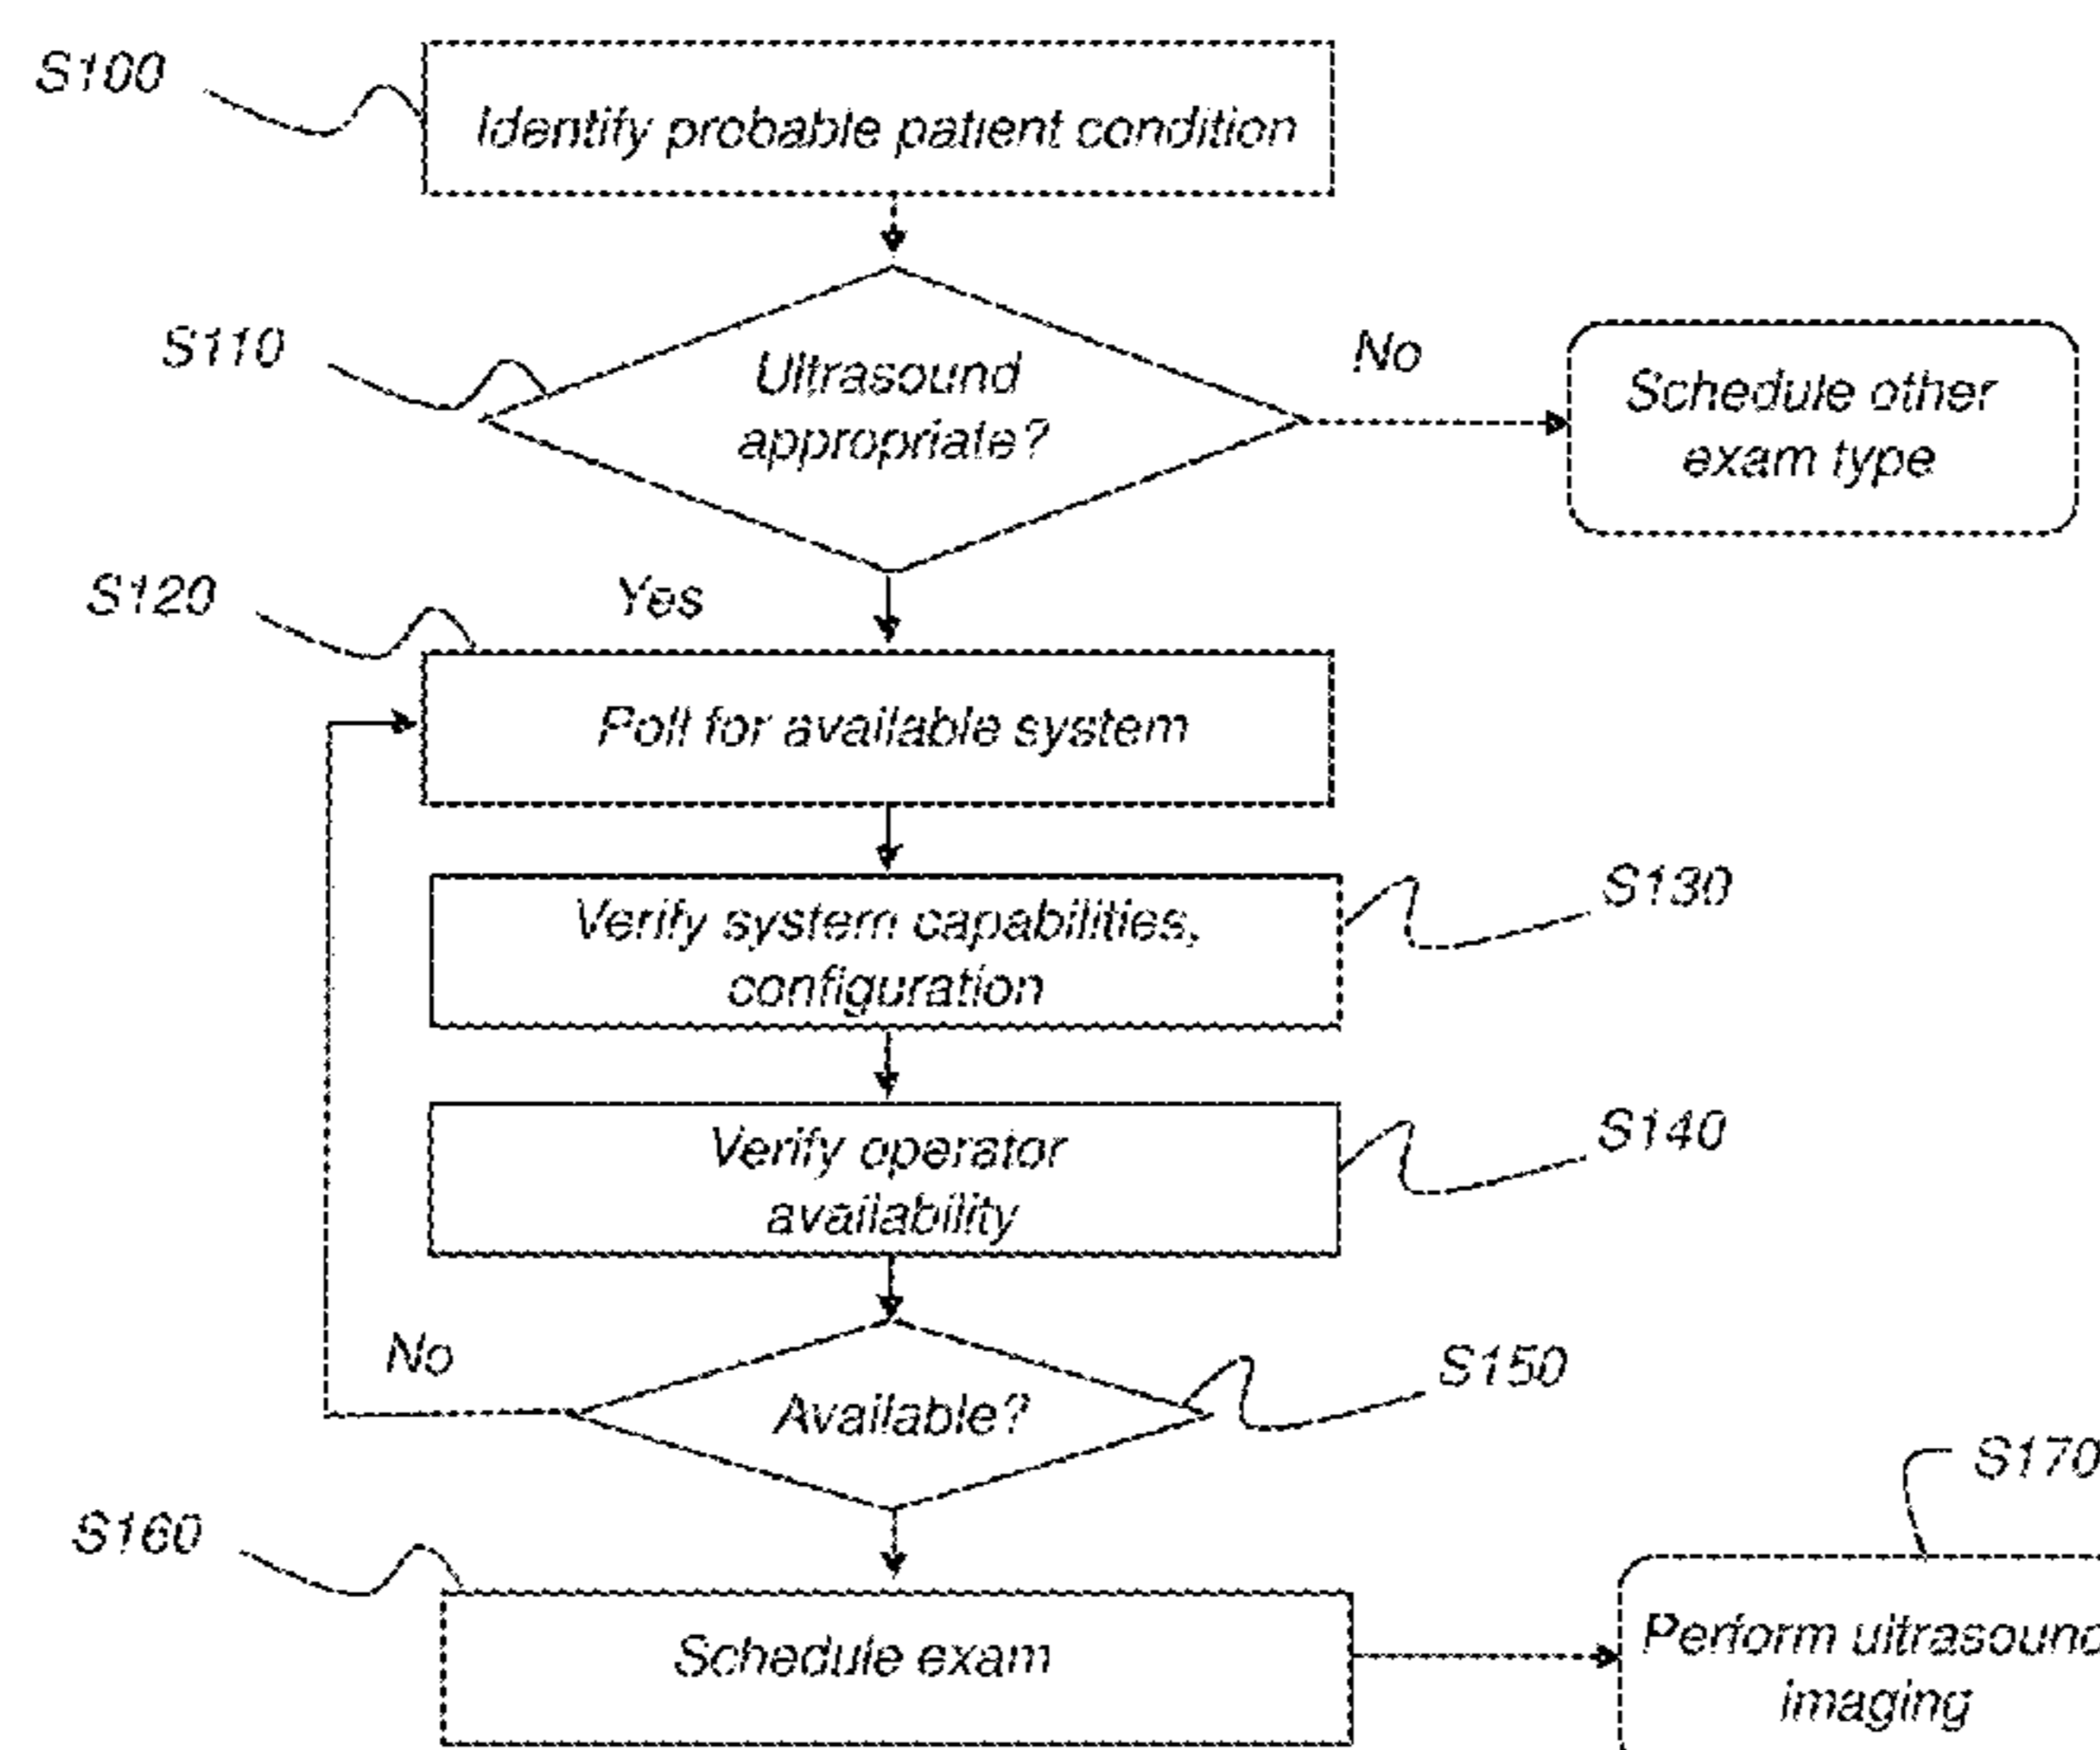 S100
Identify probable patient condition
S110
Ultrasound
appropriate?
No
Schedule other
exam type
S120
Yes
Poll for available system
Verify system capabilities,
configuration
S130
Verify operator
availability
S140
No
Available?
S150
S170
S160
Schedule exam
Perform ultrasound
imaging